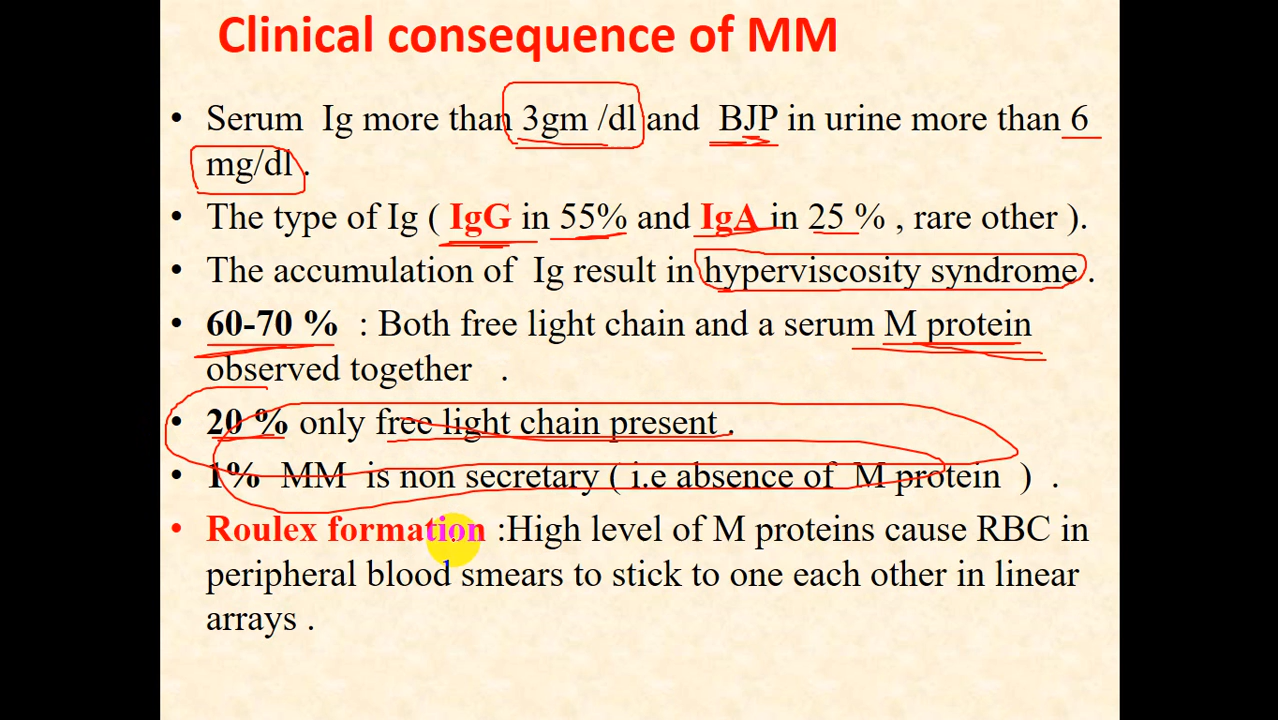 Clinical consequence of MM
• Serum Ig more than 3gm /dl and BJP in urine more than 6
mg/dl .
• The type of Ig ( IgG in 55% and IgA in 25 % , rare other ).
• The accumulation of Ig result in hyperviscosity syndrome .
• 60-70 % : Both free light chain and a serum M protein
observed together .
• 20 % only free light chain present .
• 1% MM is non secretary ( i.e absence of M protein ) .
• Roulex formation :High level of M proteins cause RBC in
peripheral blood smears to stick to one each other in linear
arrays .